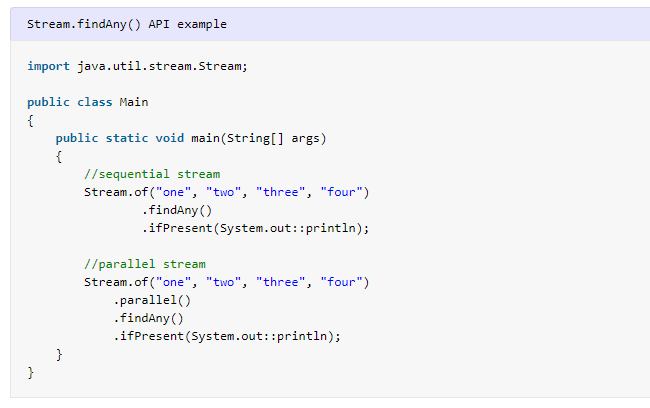 Stream.findAny() API example
import java.util.stream.Stream;
public class Main
{
    public static void main(String[] args)
    {
        //sequential stream
        Stream.of("one", "two", "three", "four")
                .findAny()
                .ifPresent(System.out::println);
        //parallel stream
        Stream.of("one", "two", "three", "four")
            .parallel()
            .findAny()
            .ifPresent(System.out::println);
    }
}